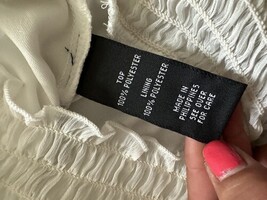 TOP
100% POLYESTER
LINING
100% POLYESTER
MADE IN
PHILIPPINES
SEE OVER
FOR CARE